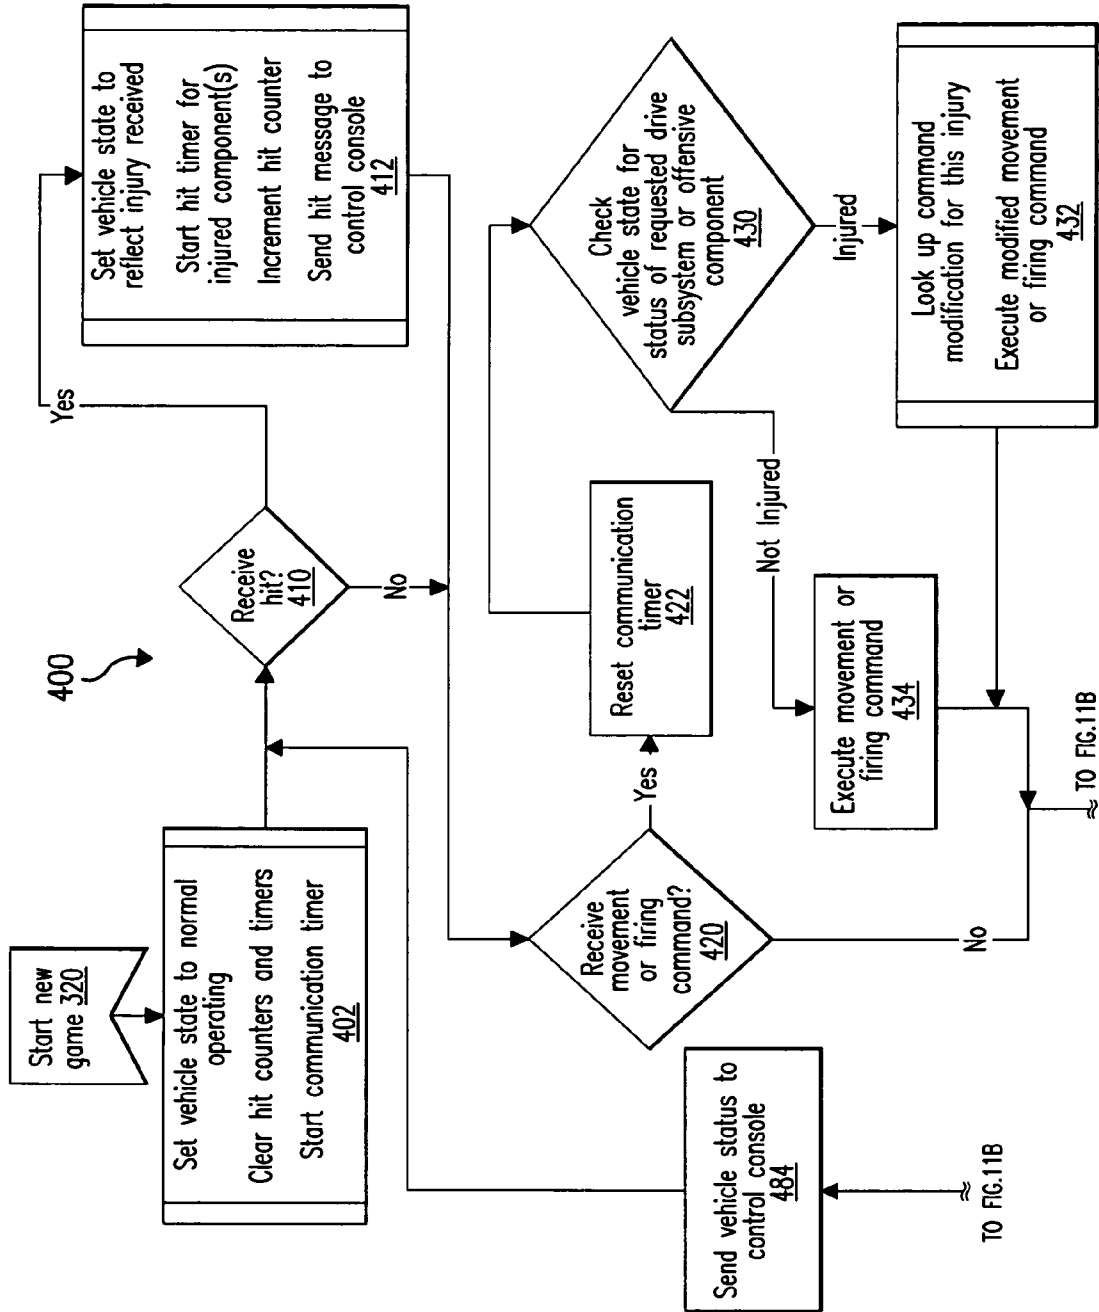 400
Start new
game 320
Set vehicle state to normal
operating
Clear hit counters and timers
Start communication timer
402
Receive
hit?
410
Yes
No
Set vehicle state to
reflect injury received
Start hit timer for
injured component(s)
Increment hit counter
Send hit message to
control console
412
Receive
movement
or firing
command?
420
Yes
No
Reset communication
timer
422
Check
vehicle state for
status of requested drive
subsystem or offensive
component
430
Injured
Not Injured
Look up command
modification for this injury
Execute modified movement
or firing command
432
Execute movement or
firing command
434
TO FIG.11B
Send vehicle status to
control console
484
TO FIG.11B